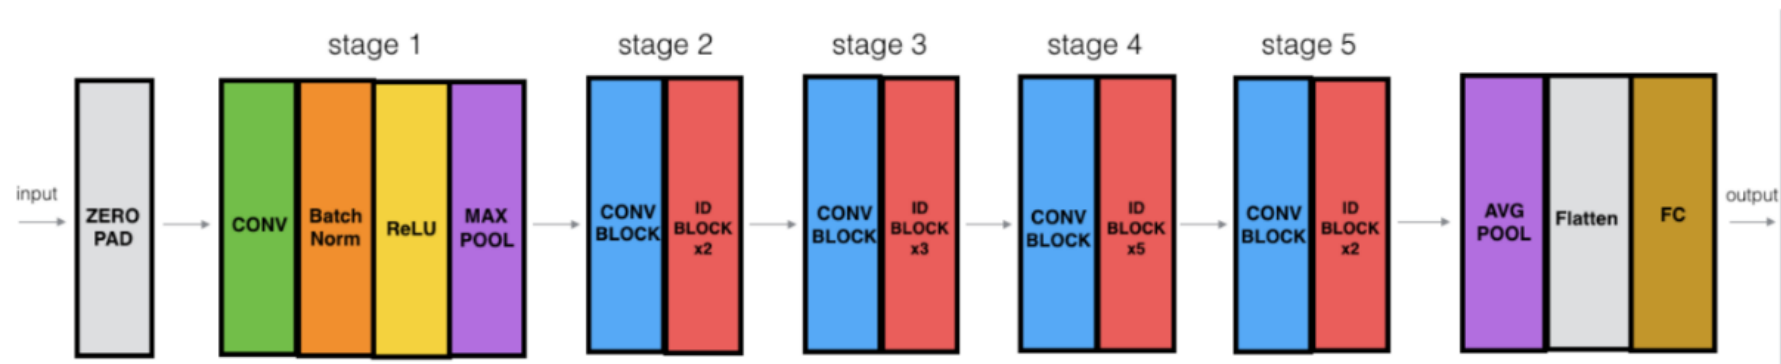 stage 1
stage 2
stage 3
stage 4
stage 5
input
ZERO
PAD
CONV
Batch
Norm
ReLU
MAX
POOL
CONV
BLOCK
ID
BLOCK
x2
CONV
BLOCK
ID
BLOCK
x3
CONV
BLOCK
ID
BLOCK
x5
CONV
BLOCK
ID
BLOCK
x2
AVG
POOL
Flatten
FC
output